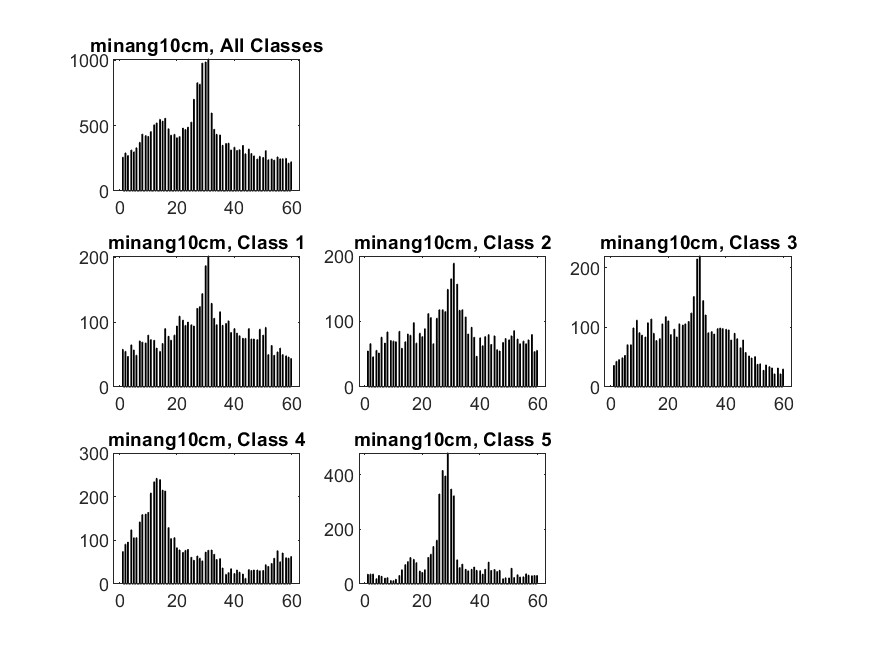 minang10cm, All Classes
1000
500
0
0 20 40 60
minang10cm, Class 1
200
100
0
0 20 40 60
minang10cm, Class 2
200
100
0
0 20 40 60
minang10cm, Class 3
200
100
0
0 20 40 60
minang10cm, Class 4
300
200
100
0
0 20 40 60
minang10cm, Class 5
400
200
0
0 20 40 60